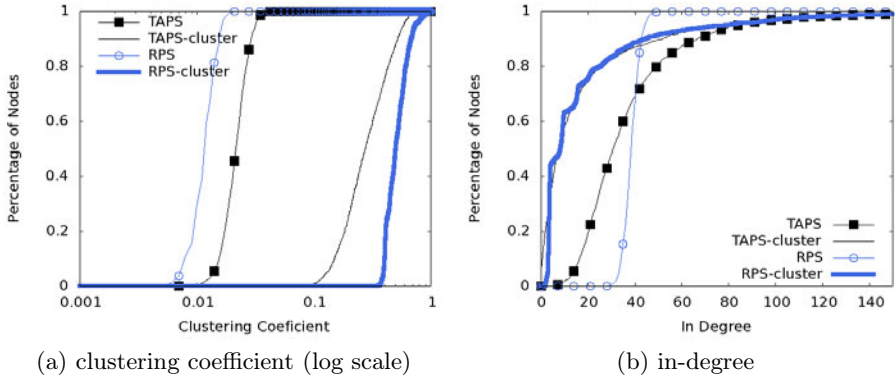 1
0.8
0.6
0.4
0.2
0
Percentage of Nodes
TAPS
TAPS-cluster
RPS
RPS-cluster
0.001 0.01 0.1 1
Clustering Coeficient
(a) clustering coefficient (log scale)
1
0.8
0.6
0.4
0.2
0
Percentage of Nodes
TAPS
TAPS-cluster
RPS
RPS-cluster
0 20 40 60 80 100 120 140
In Degree
(b) in-degree